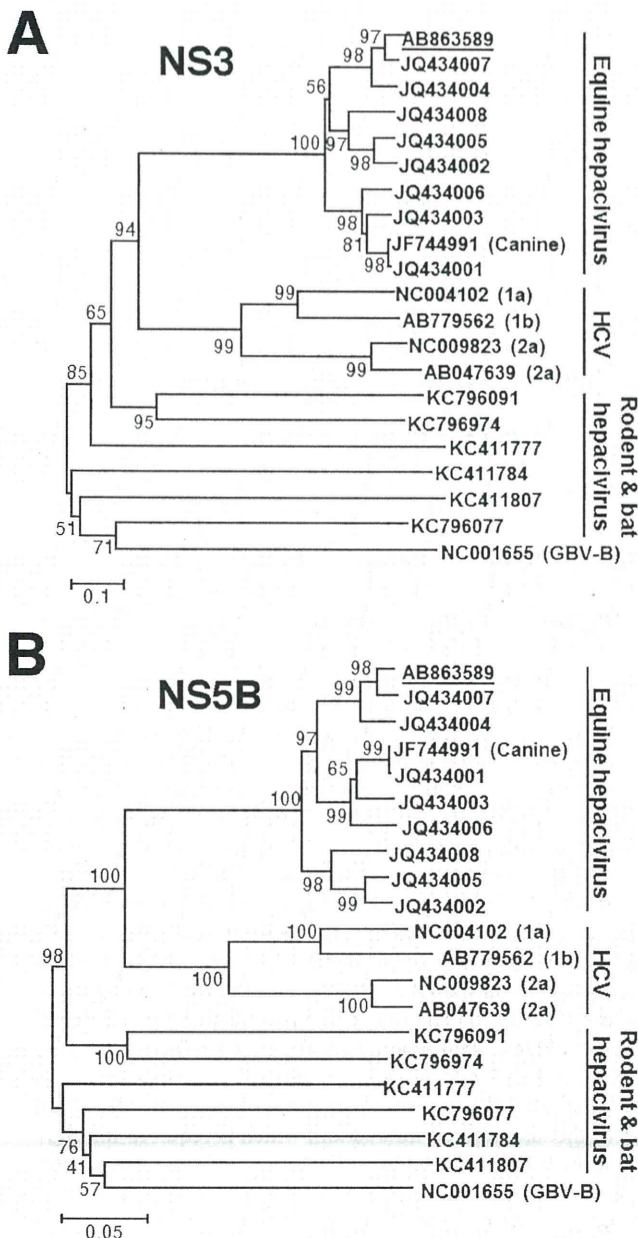 A
NS3
97
AB863589
98
JQ434007
JQ434004
56
JQ434008
100
97
JQ434005
98
JQ434002
JQ434006
98
JQ434003
81
JF744991 (Canine)
98
JQ434001
Equine hepacivirus
94
99
NC004102 (1a)
AB779562 (1b)
99
NC009823 (2a)
99
AB047639 (2a)
HCV
65
85
KC796091
95
KC796974
KC411777
KC411784
KC411807
51
KC796077
71
NC001655 (GBV-B)
Rodent & bat
hepacivirus
0.1
B
NS5B
98
AB863589
99
JQ434007
JQ434004
97
99
JF744991 (Canine)
65
JQ434001
JQ434003
99
JQ434006
100
JQ434008
98
JQ434005
99
JQ434002
Equine hepacivirus
100
100
NC004102 (1a)
AB779562 (1b)
100
NC009823 (2a)
100
AB047639 (2a)
HCV
98
KC796091
100
KC796974
KC411777
KC796077
76
KC411784
41
KC411807
57
NC001655 (GBV-B)
Rodent & bat
hepacivirus
0.05